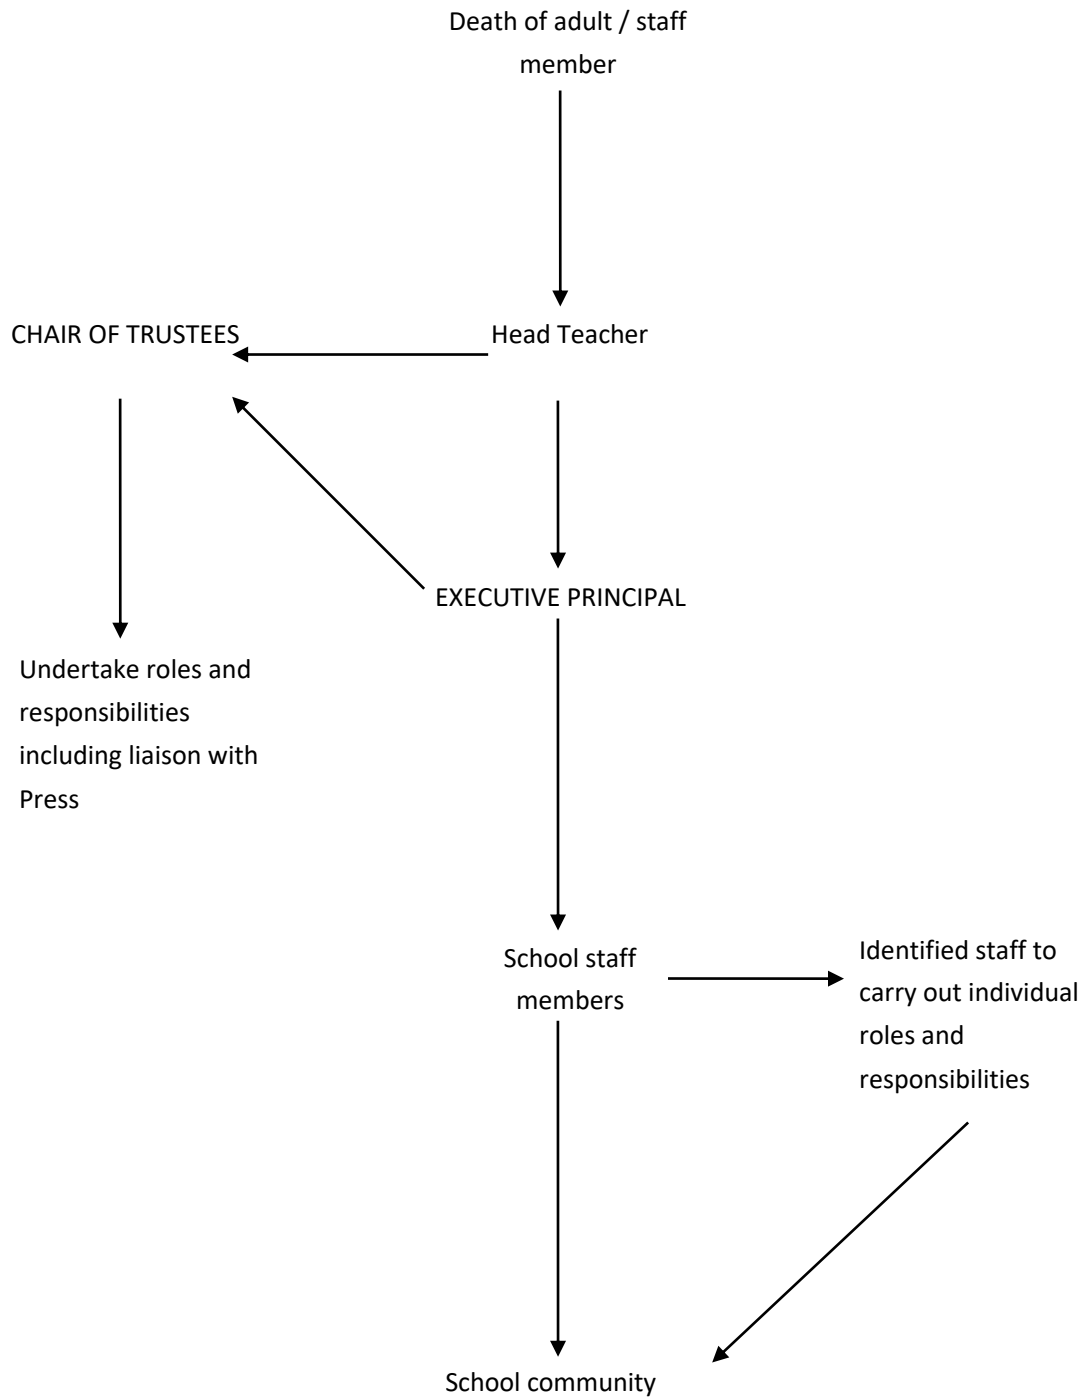 Death of adult / staff
member
CHAIR OF TRUSTEES
Head Teacher
EXECUTIVE PRINCIPAL
Undertake roles and
responsibilities
including liaison with
Press
School staff
members
Identified staff to
carry out individual
roles and
responsibilities
School community